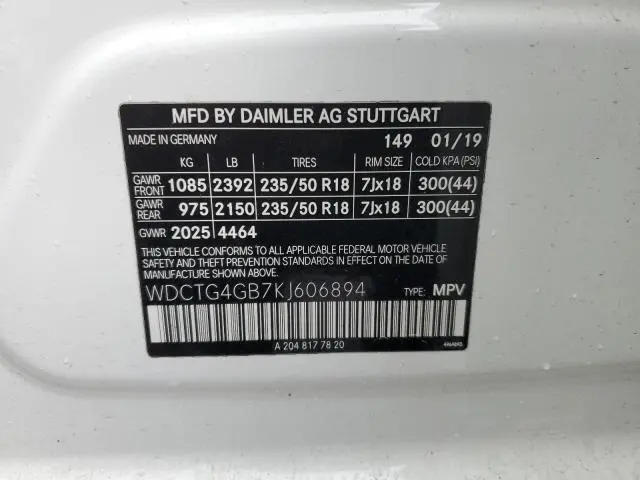 MFD BY DAIMLER AG STUTTGART
MADE IN GERMANY 149 01/19
KG LB TIRES RIM SIZE COLD KPA (PSI)
GAWR FRONT 1085 2392 235/50 R18 7Jx18 300(44)
GAWR REAR 975 2150 235/50 R18 7Jx18 300(44)
GVWR 2025 4464
THIS VEHICLE CONFORMS TO ALL APPLICABLE FEDERAL MOTOR VEHICLE
SAFETY STANDARDS IN EFFECT ON THE DATE OF
MANUFACTURE SHOWN ABOVE.
WDCTG4GB7KJ606894 TYPE: MPV
A 204 817 78 20